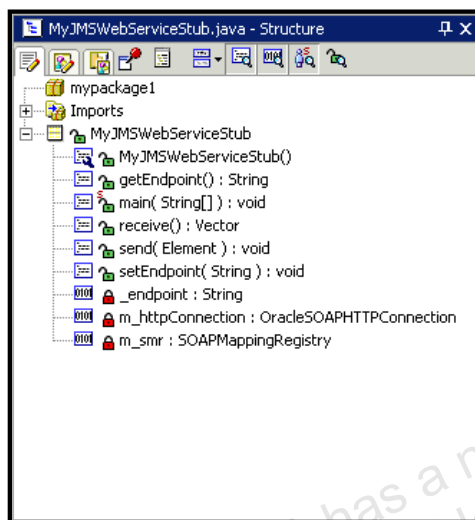 MyJMSWebServiceStub.java - Structure
mypackage1
Imports
MyJMSWebServiceStub
MyJMSWebServiceStub()
getEndpoint() : String
main( String[] ) : void
receive() : Vector
send( Element ) : void
setEndpoint( String ) : void
_endpoint : String
m_httpConnection : OracleSOAPHTTPConnection
m_smr : SOAPMappingRegistry
has a